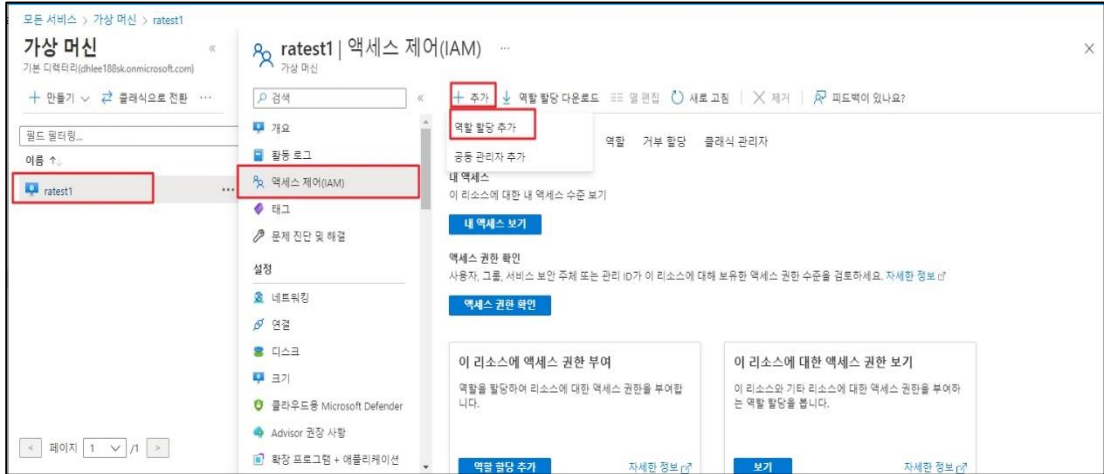 모든 서비스 > 가상 머신 > ratest1
가상 머신 «
기본 디렉터리(dhlee188sk.onmicrosoft.com)
+ 만들기 클래식으로 전환 ···
필드 필터링...
이름 ↑↓
ratest1 ···
< 페이지 1 /1 >
ratest1 | 액세스 제어(IAM) ···
가상 머신
검색 «
개요
활동 로그
액세스 제어(IAM)
태그
문제 진단 및 해결
설정
네트워킹
연결
디스크
크기
클라우드용 Microsoft Defender
Advisor 권장 사항
확장 프로그램 + 애플리케이션
+ 추가 역할 할당 다운로드 열 편집 새로 고침 제거 피드백이 있나요?
역할 할당 추가
공동 관리자 추가
역할 거부 할당 클래식 관리자
내 액세스
이 리소스에 대한 내 액세스 수준 보기
내 액세스 보기
액세스 권한 확인
사용자, 그룹, 서비스 보안 주체 또는 관리 ID가 이 리소스에 대해 보유한 액세스 권한 수준을 검토하세요. 자세한 정보
액세스 권한 확인
이 리소스에 액세스 권한 부여
역할을 할당하여 리소스에 대한 액세스 권한을 부여합
니다.
역할 할당 추가 자세한 정보
이 리소스에 대한 액세스 권한 보기
이 리소스와 기타 리소스에 대한 액세스 권한을 부여하
는 역할 할당을 봅니다.
보기 자세한 정보